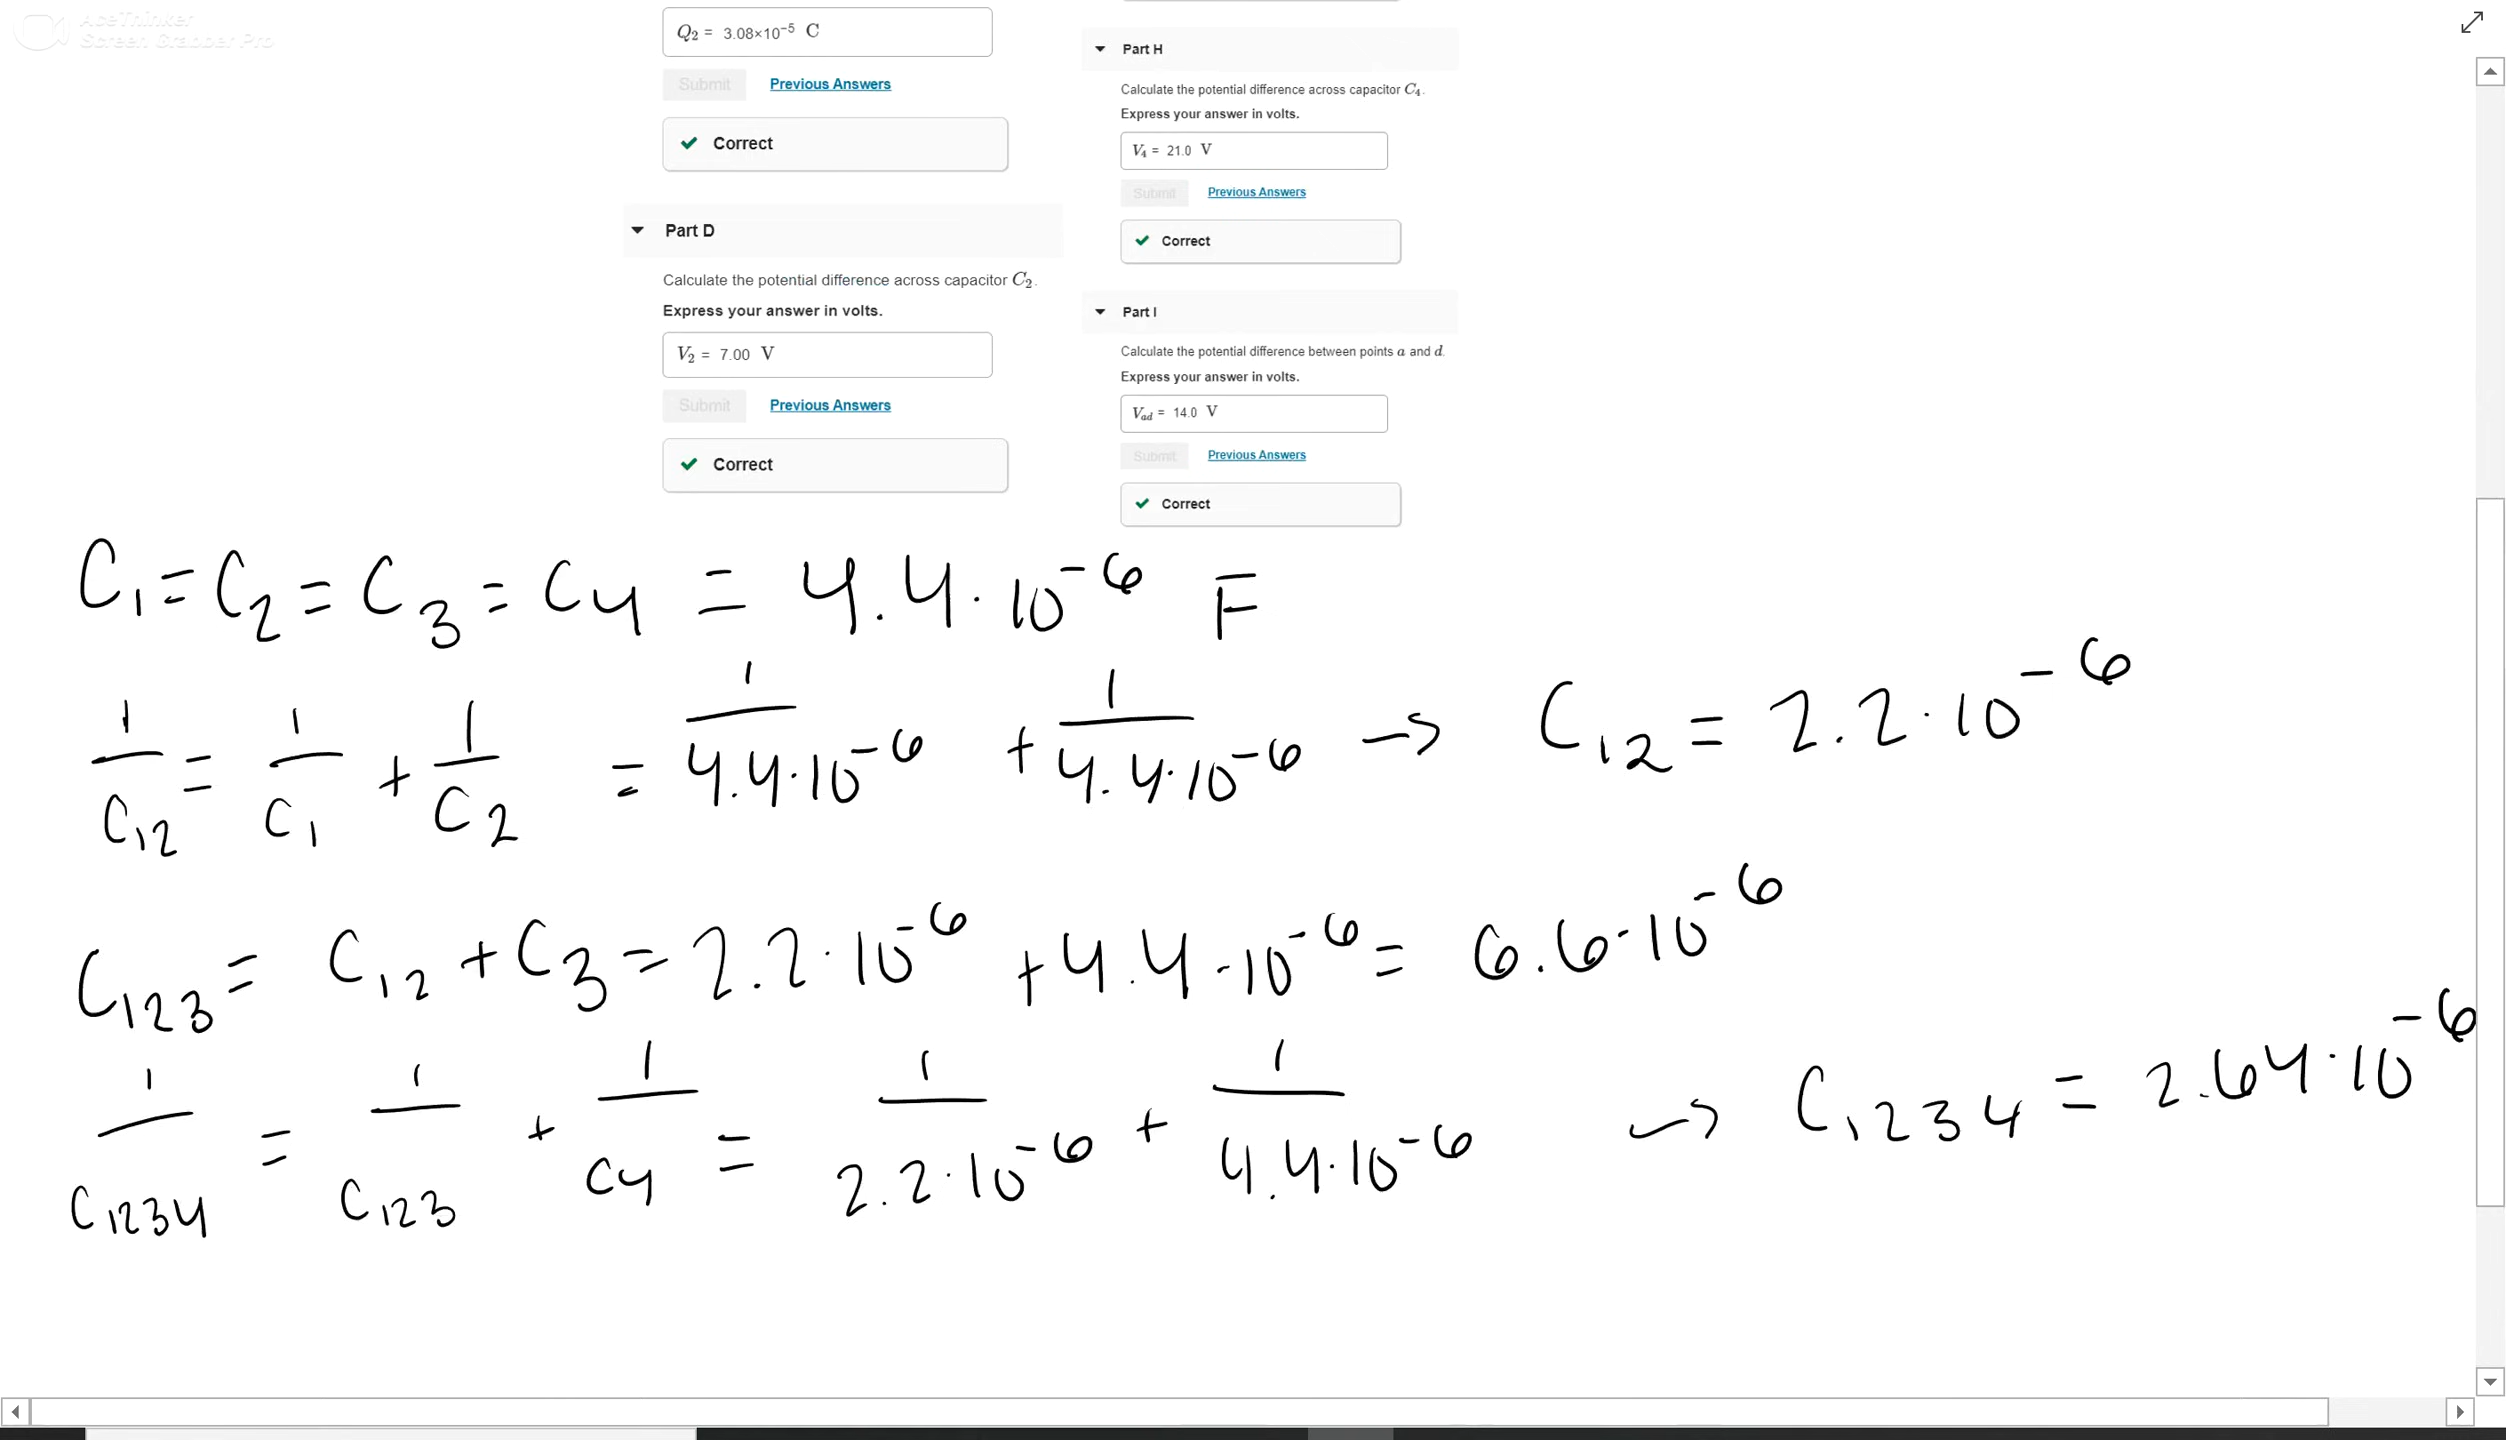 AceThinker
Screen Grabber Pro
Q₂ = 3.08×10⁻⁵ C
Submit Previous Answers
✔ Correct
Part D
Calculate the potential difference across capacitor C₂.
Express your answer in volts.
V₂ = 7.00 V
Submit Previous Answers
✔ Correct
Part H
Calculate the potential difference across capacitor C₄.
Express your answer in volts.
V₄ = 21.0 V
Submit Previous Answers
✔ Correct
Part I
Calculate the potential difference between points a and d.
Express your answer in volts.
V_ad = 14.0 V
Submit Previous Answers
✔ Correct
C₁ = C₂ = C₃ = C₄ = 4.4·10⁻⁶ F
1/C₁₂ = 1/C₁ + 1/C₂ = 1/4.4·10⁻⁶ + 1/4.4·10⁻⁶ → C₁₂ = 2.2·10⁻⁶
C₁₂₃ = C₁₂ + C₃ = 2.2·10⁻⁶ + 4.4·10⁻⁶ = 6.6·10⁻⁶
1/C₁₂₃₄ = 1/C₁₂₃ + 1/C₄ = 1/2.2·10⁻⁶ + 1/4.4·10⁻⁶ → C₁₂₃₄ = 2.64·10⁻⁶